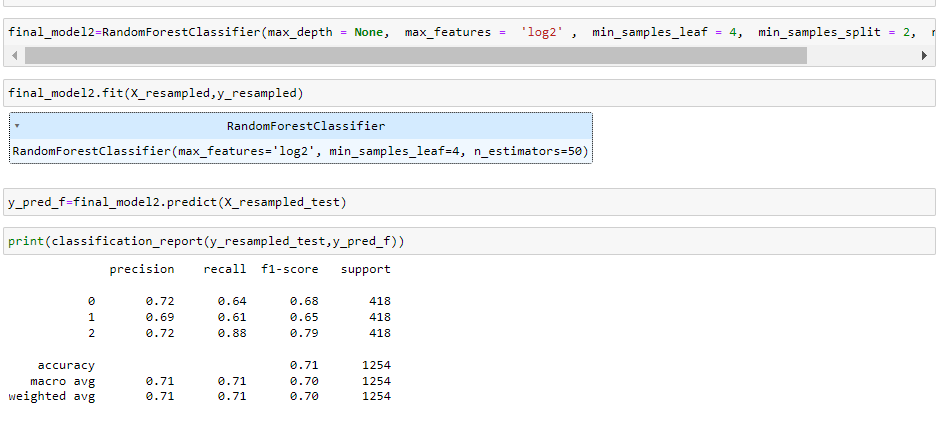 final_model2=RandomForestClassifier(max_depth = None,  max_features =  'log2' ,  min_samples_leaf = 4,  min_samples_split = 2,
final_model2.fit(X_resampled,y_resampled)
RandomForestClassifier
RandomForestClassifier(max_features='log2', min_samples_leaf=4, n_estimators=50)
y_pred_f=final_model2.predict(X_resampled_test)
print(classification_report(y_resampled_test,y_pred_f))
precision    recall  f1-score   support
0       0.72      0.64      0.68       418
1       0.69      0.61      0.65       418
2       0.72      0.88      0.79       418
accuracy                           0.71      1254
macro avg       0.71      0.71      0.70      1254
weighted avg       0.71      0.71      0.70      1254